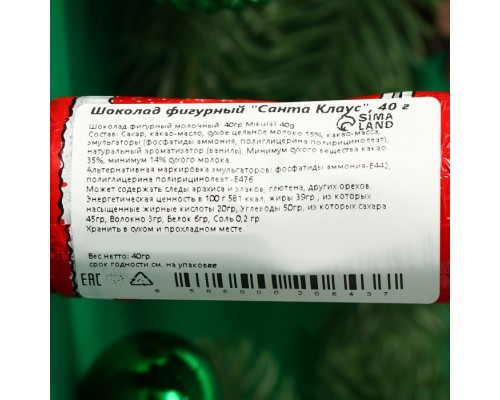 Шоколад фигурный "Санта Клаус", 40 г
SIMA
LAND
Шоколад фигурный молочный 40гр Mikulaš 40g
Состав: Сахар, какао-масло, сухое цельное молоко 15%, какао-масса,
эмульгаторы (фосфатиды аммония, полиглицерина полирицинолеат),
натуральный ароматизатор (ваниль). Минимум сухого вещества какао
35%, минимум 14% сухого молока.
Альтернативная маркировка эмульгаторов: фосфатиды аммония-E442,
полиглицерина полирицинолеат -E476
Может содержать следы арахиса и злаков, глютена, других орехов.
Энергетическая ценность в 100 г 581 ккал, жиры 39гр , из которых
насыщенные жирные кислоты 20гр, Углеводы 50гр, из которых сахара
45гр, Волокно 3гр, Белок 6гр, Соль 0,2 гр
Хранить в сухом и прохладном месте.
Вес нетто: 40гр
срок годности см. на упаковке
EAC